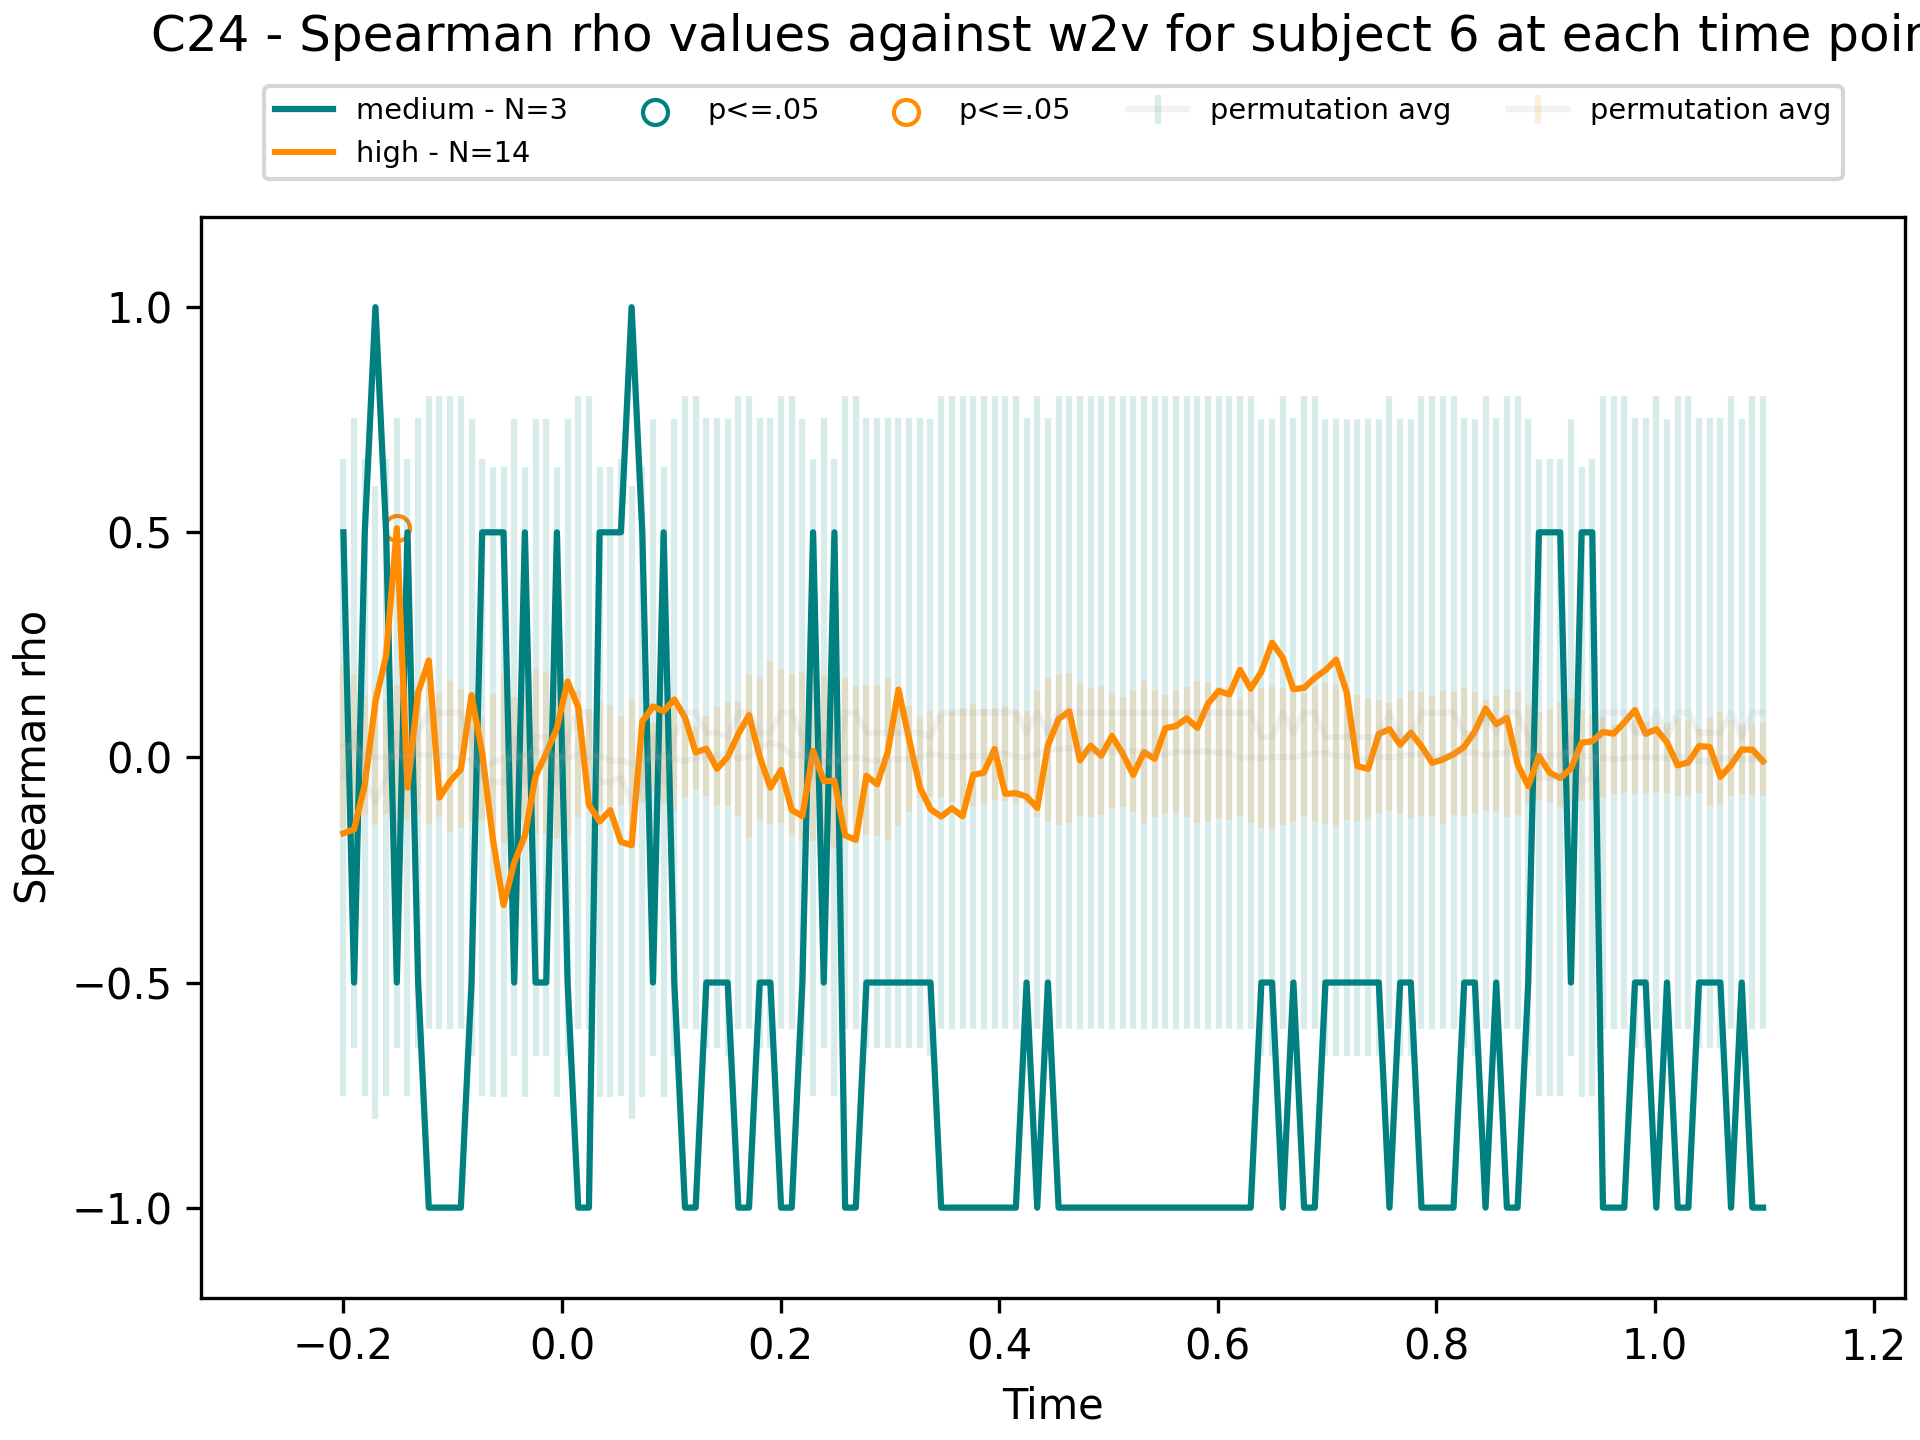 C24 - Spearman rho values against w2v for subject 6 at each time poin
medium - N=3
high - N=14
p<=.05
p<=.05
permutation avg
permutation avg
Spearman rho
1.0
0.5
0.0
−0.5
−1.0
−0.2 0.0 0.2 0.4 0.6 0.8 1.0 1.2
Time